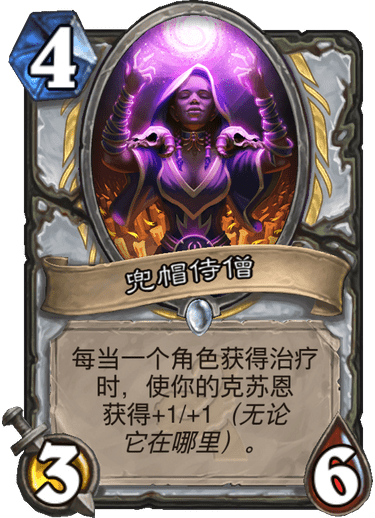 4
兜帽侍僧
每当一个角色获得治疗
时，使你的克苏恩
获得+1/+1（无论
它在哪里）。
3
6